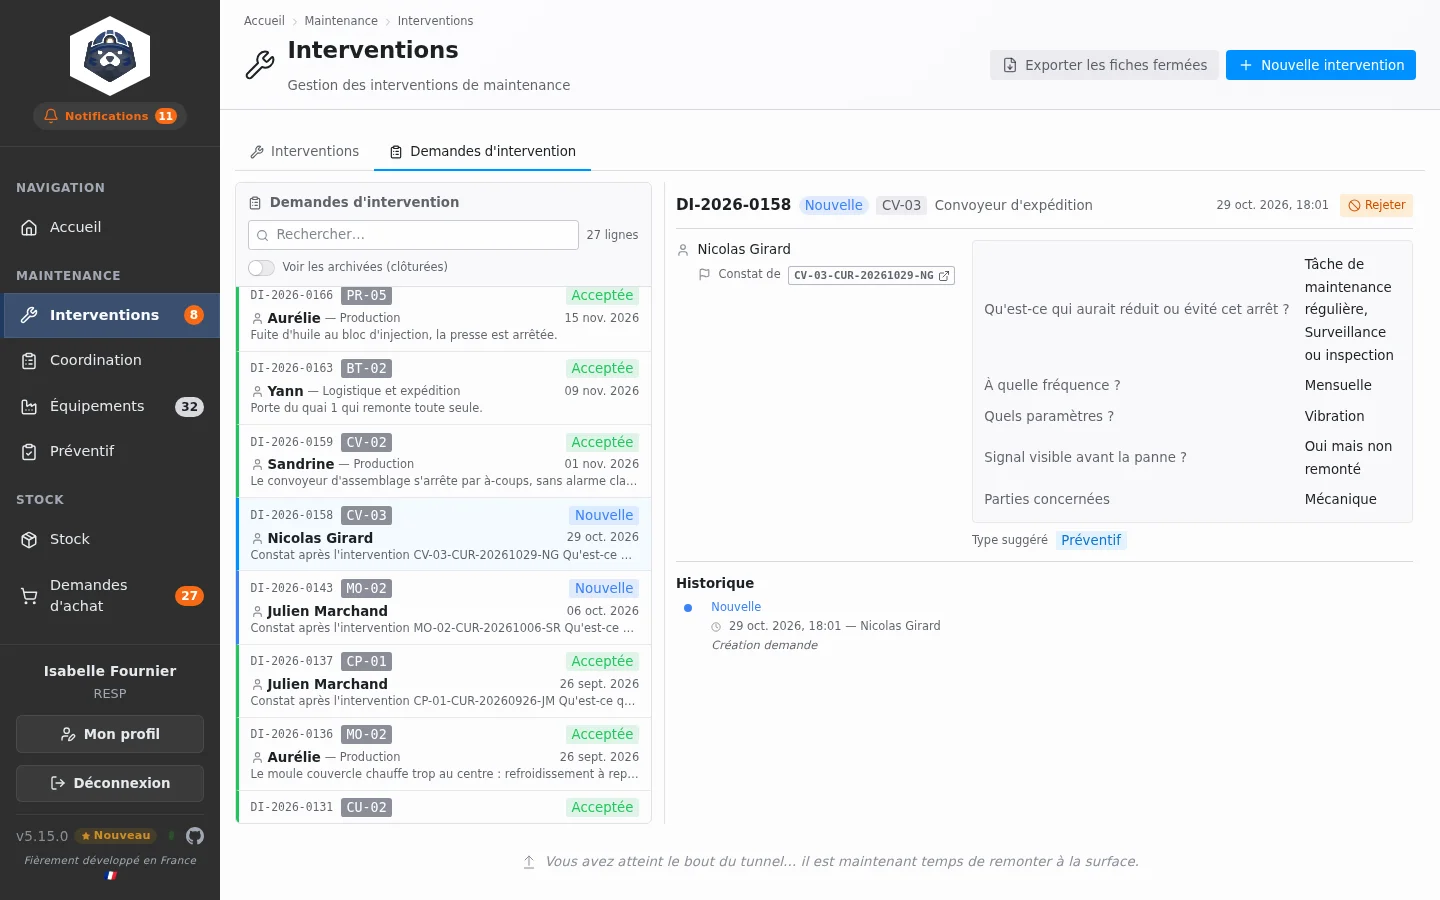 Notifications 11
NAVIGATION
Accueil
MAINTENANCE
Interventions 8
Coordination
Équipements 32
Préventif
STOCK
Stock
Demandes
d'achat 27
Isabelle Fournier
RESP
Mon profil
Déconnexion
v5.15.0 Nouveau
Fièrement développé en France
Accueil > Maintenance > Interventions
Interventions
Gestion des interventions de maintenance
Exporter les fiches fermées
Nouvelle intervention
Interventions
Demandes d'intervention
Demandes d'intervention
Rechercher...
27 lignes
Voir les archivées (clôturées)
DI-2026-0166 PR-05 Acceptée
Aurélie — Production 15 nov. 2026
Fuite d'huile au bloc d'injection, la presse est arrêtée.
DI-2026-0163 BT-02 Acceptée
Yann — Logistique et expédition 09 nov. 2026
Porte du quai 1 qui remonte toute seule.
DI-2026-0159 CV-02 Acceptée
Sandrine — Production 01 nov. 2026
Le convoyeur d'assemblage s'arrête par à-coups, sans alarme cla...
DI-2026-0158 CV-03 Nouvelle
Nicolas Girard 29 oct. 2026
Constat après l'intervention CV-03-CUR-20261029-NG Qu'est-ce ...
DI-2026-0143 MO-02 Nouvelle
Julien Marchand 06 oct. 2026
Constat après l'intervention MO-02-CUR-20261006-SR Qu'est-ce ...
DI-2026-0137 CP-01 Acceptée
Julien Marchand 26 sept. 2026
Constat après l'intervention CP-01-CUR-20260926-JM Qu'est-ce q...
DI-2026-0136 MO-02 Acceptée
Aurélie — Production 26 sept. 2026
Le moule couvercle chauffe trop au centre : refroidissement à rep...
DI-2026-0131 CU-02 Acceptée
DI-2026-0158 Nouvelle CV-03 Convoyeur d'expédition 29 oct. 2026, 18:01 Rejeter
Nicolas Girard
Constat de CV-03-CUR-20261029-NG
Qu'est-ce qui aurait réduit ou évité cet arrêt ?
Tâche de
maintenance
régulière,
Surveillance
ou inspection
À quelle fréquence ? Mensuelle
Quels paramètres ? Vibration
Signal visible avant la panne ?
Oui mais non
remonté
Parties concernées Mécanique
Type suggéré Préventif
Historique
Nouvelle
29 oct. 2026, 18:01 — Nicolas Girard
Création demande
Vous avez atteint le bout du tunnel... il est maintenant temps de remonter à la surface.